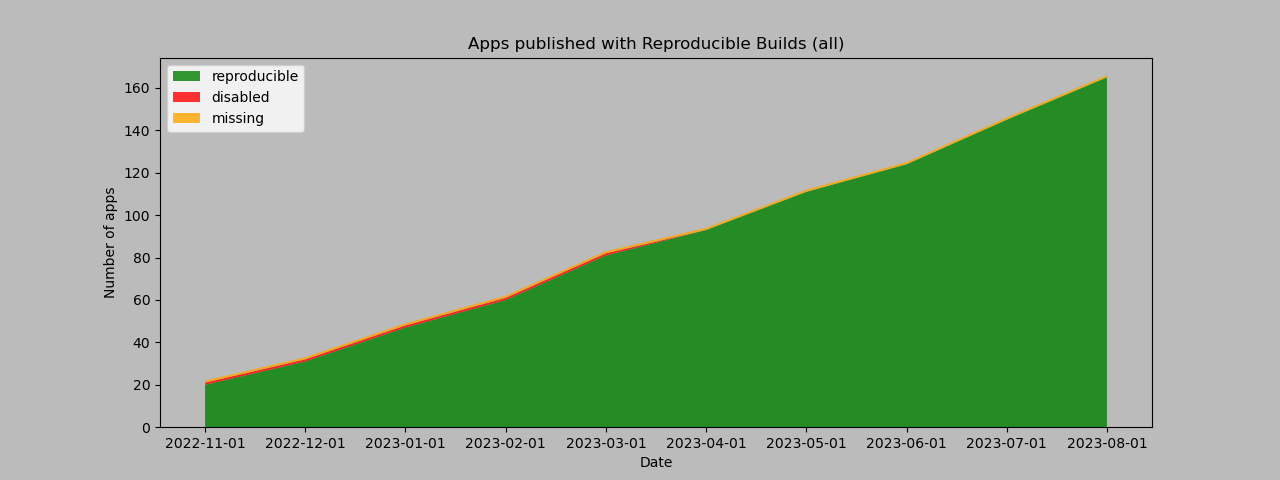 Apps published with Reproducible Builds (all)
reproducible
disabled
missing
Number of apps
160
140
120
100
80
60
40
20
0
2022-11-01 2022-12-01 2023-01-01 2023-02-01 2023-03-01 2023-04-01 2023-05-01 2023-06-01 2023-07-01 2023-08-01
Date